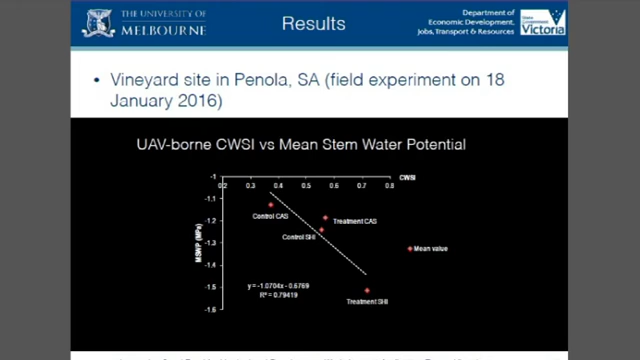 THE UNIVERSITY OF
MELBOURNE
Results
Department of
Economic Development,
Jobs, Transport & Resources
Victoria
• Vineyard site in Penola, SA (field experiment on 18
January 2016)
UAV-borne CWSI vs Mean Stem Water Potential
-1
CWSI
0.2 0.3 0.4 0.5 0.6 0.7 0.8
-1.1
Control CAS
-1.2
Treatment CAS
Control SHI
-1.3
Mean value
MSWP (MPa)
-1.4
y = -1.0704x - 0.6769
R² = 0.79419
-1.5
Treatment SHI
-1.6